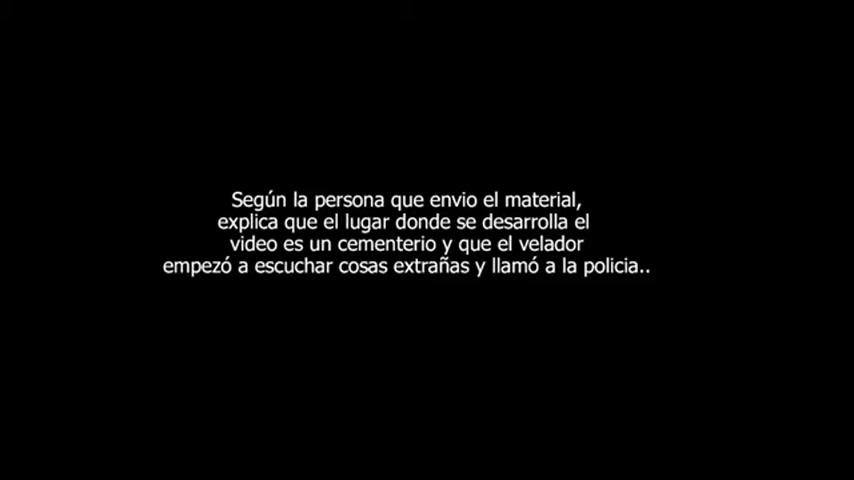 Según la persona que envio el material,
explica que el lugar donde se desarrolla el
video es un cementerio y que el velador
empezó a escuchar cosas extrañas y llamó a la policia..